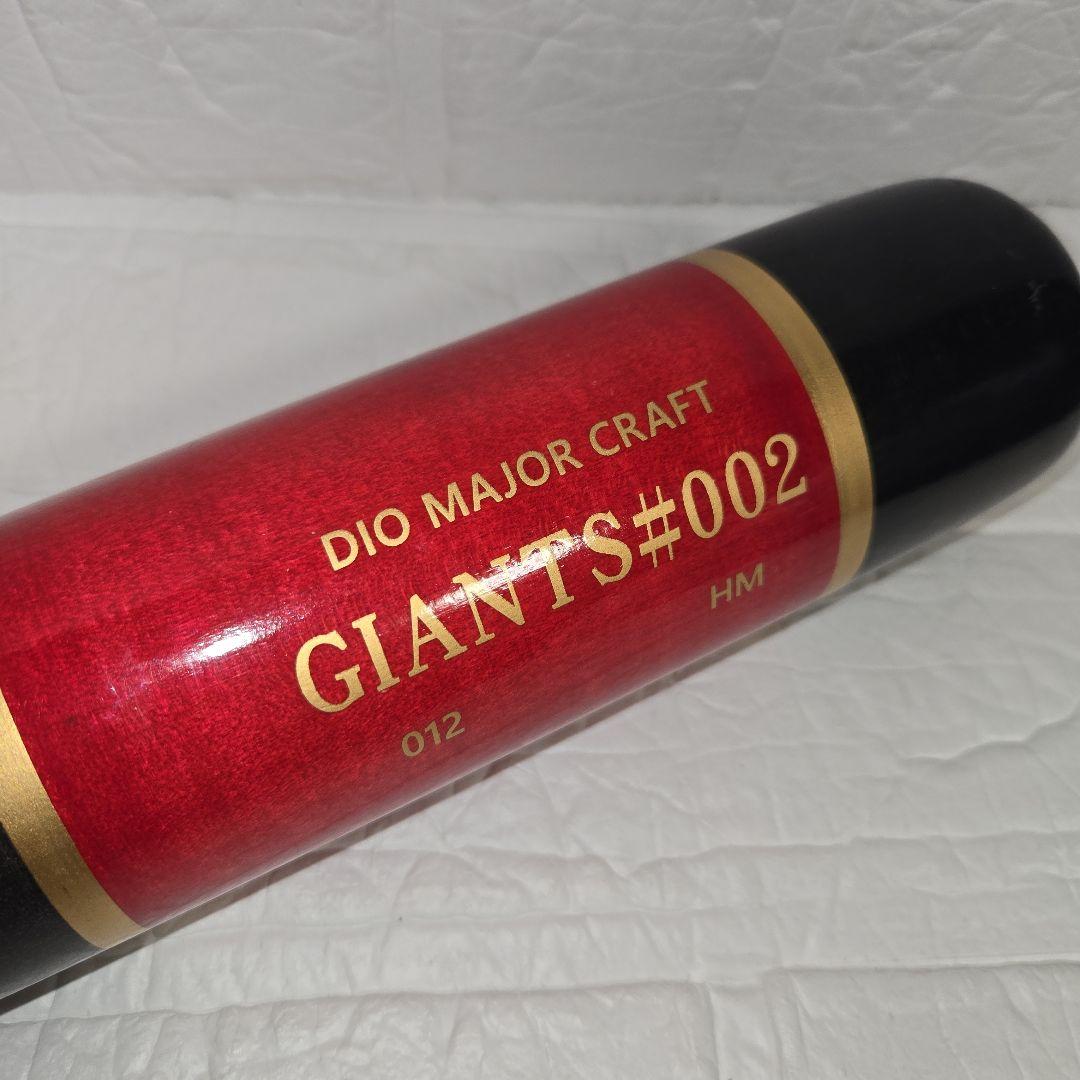 DIO MAJOR CRAFT
GIANTS#002
HM
012